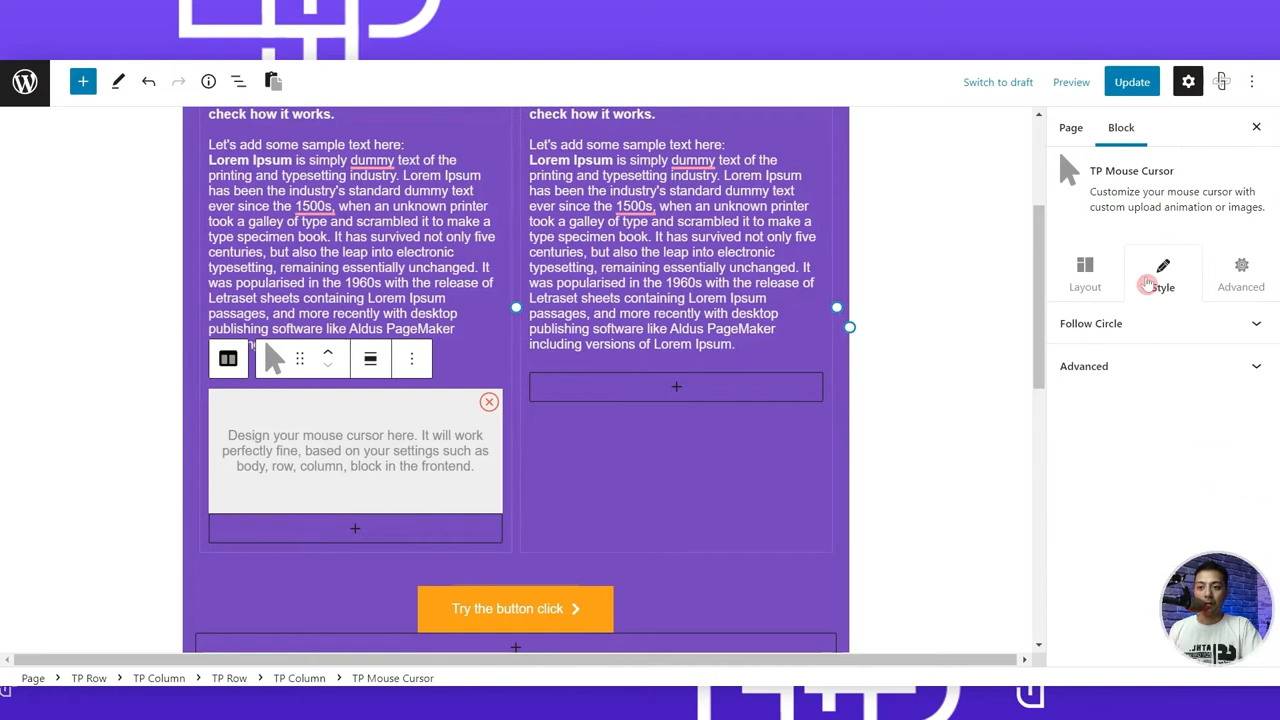 Switch to draft
Preview
Update
check how it works.
Let's add some sample text here:
Lorem Ipsum is simply dummy text of the
printing and typesetting industry. Lorem Ipsum
has been the industry's standard dummy text
ever since the 1500s, when an unknown printer
took a galley of type and scrambled it to make a
type specimen book. It has survived not only five
centuries, but also the leap into electronic
typesetting, remaining essentially unchanged. It
was popularised in the 1960s with the release of
Letraset sheets containing Lorem Ipsum
passages, and more recently with desktop
publishing software like Aldus PageMaker
Design your mouse cursor here. It will work
perfectly fine, based on your settings such as
body, row, column, block in the frontend.
check how it works.
Let's add some sample text here:
Lorem Ipsum is simply dummy text of the
printing and typesetting industry. Lorem Ipsum
has been the industry's standard dummy text
ever since the 1500s, when an unknown printer
took a galley of type and scrambled it to make a
type specimen book. It has survived not only five
centuries, but also the leap into electronic
typesetting, remaining essentially unchanged. It
was popularised in the 1960s with the release of
Letraset sheets containing Lorem Ipsum
passages, and more recently with desktop
publishing software like Aldus PageMaker
including versions of Lorem Ipsum.
Try the button click
Page
Block
TP Mouse Cursor
Customize your mouse cursor with
custom upload animation or images.
Layout
Style
Advanced
Follow Circle
Advanced
Page TP Row TP Column TP Row TP Column TP Mouse Cursor